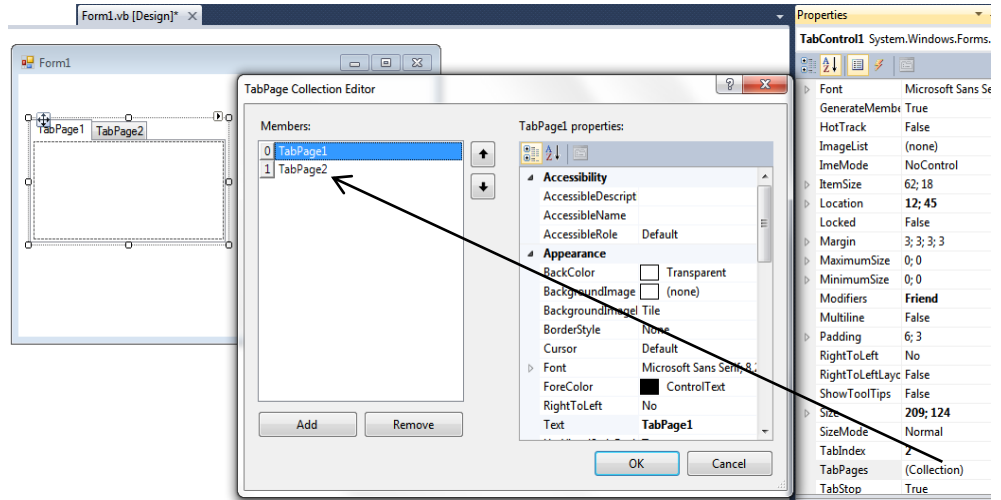 Form1.vb [Design]*
Form1
TabPage1 TabPage2
TabPage Collection Editor
Members:
0 TabPage1
1 TabPage2
Add Remove
TabPage1 properties:
Accessibility
AccessibleDescript
AccessibleName
AccessibleRole Default
Appearance
BackColor Transparent
BackgroundImage (none)
BackgroundImagel Tile
BorderStyle None
Cursor Default
Font Microsoft Sans Serif; 8,2
ForeColor ControlText
RightToLeft No
Text TabPage1
OK Cancel
Properties
TabControl1 System.Windows.Forms.
Font Microsoft Sans Se
GenerateMembe True
HotTrack False
ImageList (none)
ImeMode NoControl
ItemSize 62; 18
Location 12; 45
Locked False
Margin 3; 3; 3; 3
MaximumSize 0; 0
MinimumSize 0; 0
Modifiers Friend
Multiline False
Padding 6; 3
RightToLeft No
RightToLeftLayc False
ShowToolTips False
Size 209; 124
SizeMode Normal
TabIndex 2
TabPages (Collection)
TabStop True